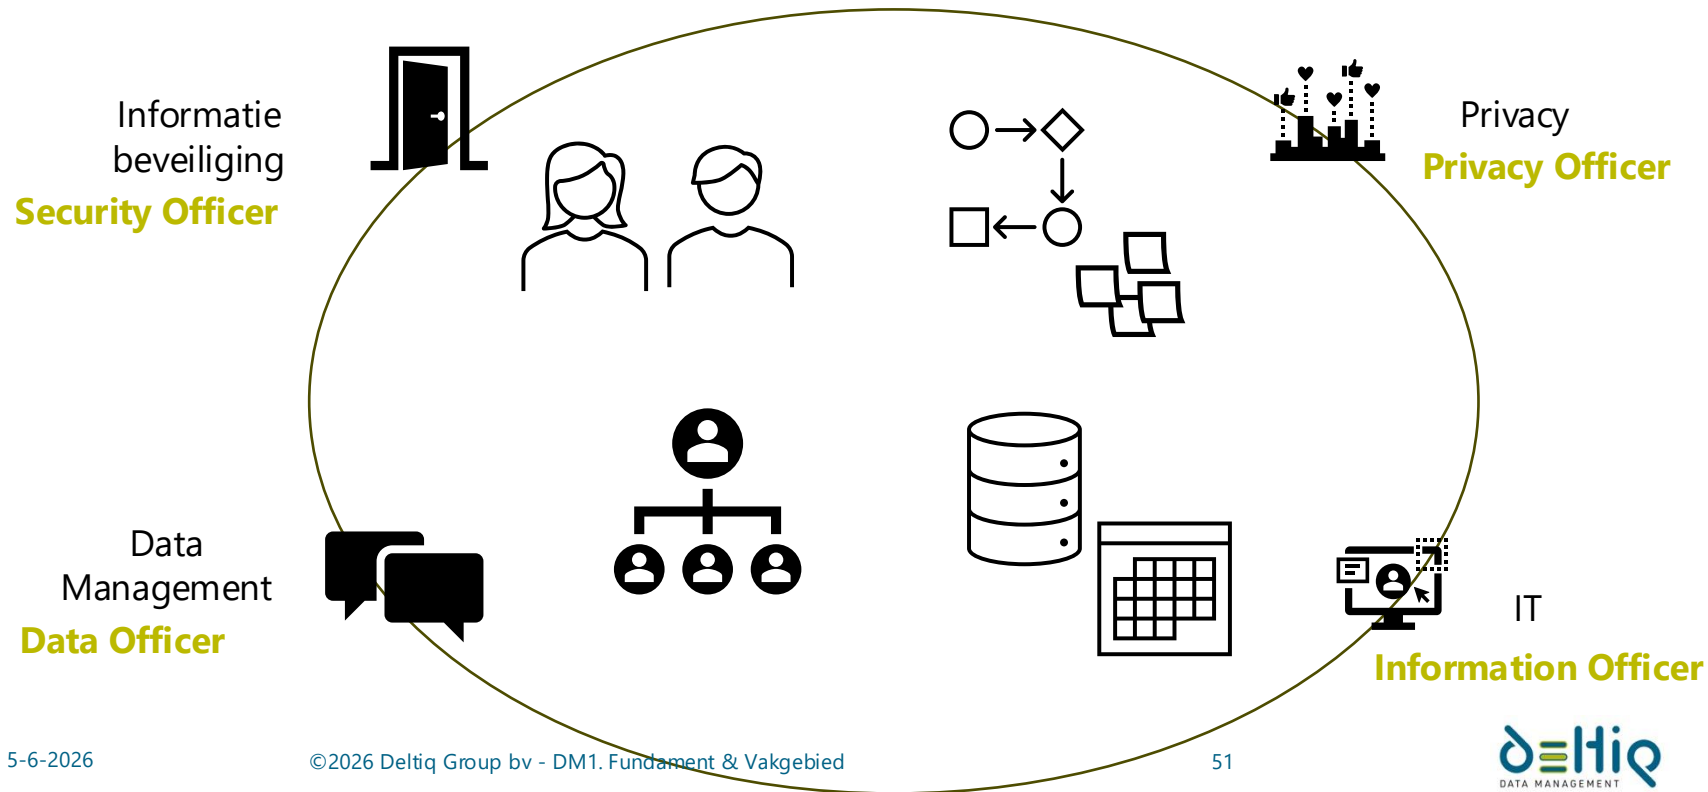 Informatie
beveiliging
Security Officer
Privacy
Privacy Officer
Data
Management
Data Officer
IT
Information Officer
5-6-2026
©2026 Deltiq Group bv - DM1. Fundament & Vakgebied
51
deltiq
DATA MANAGEMENT